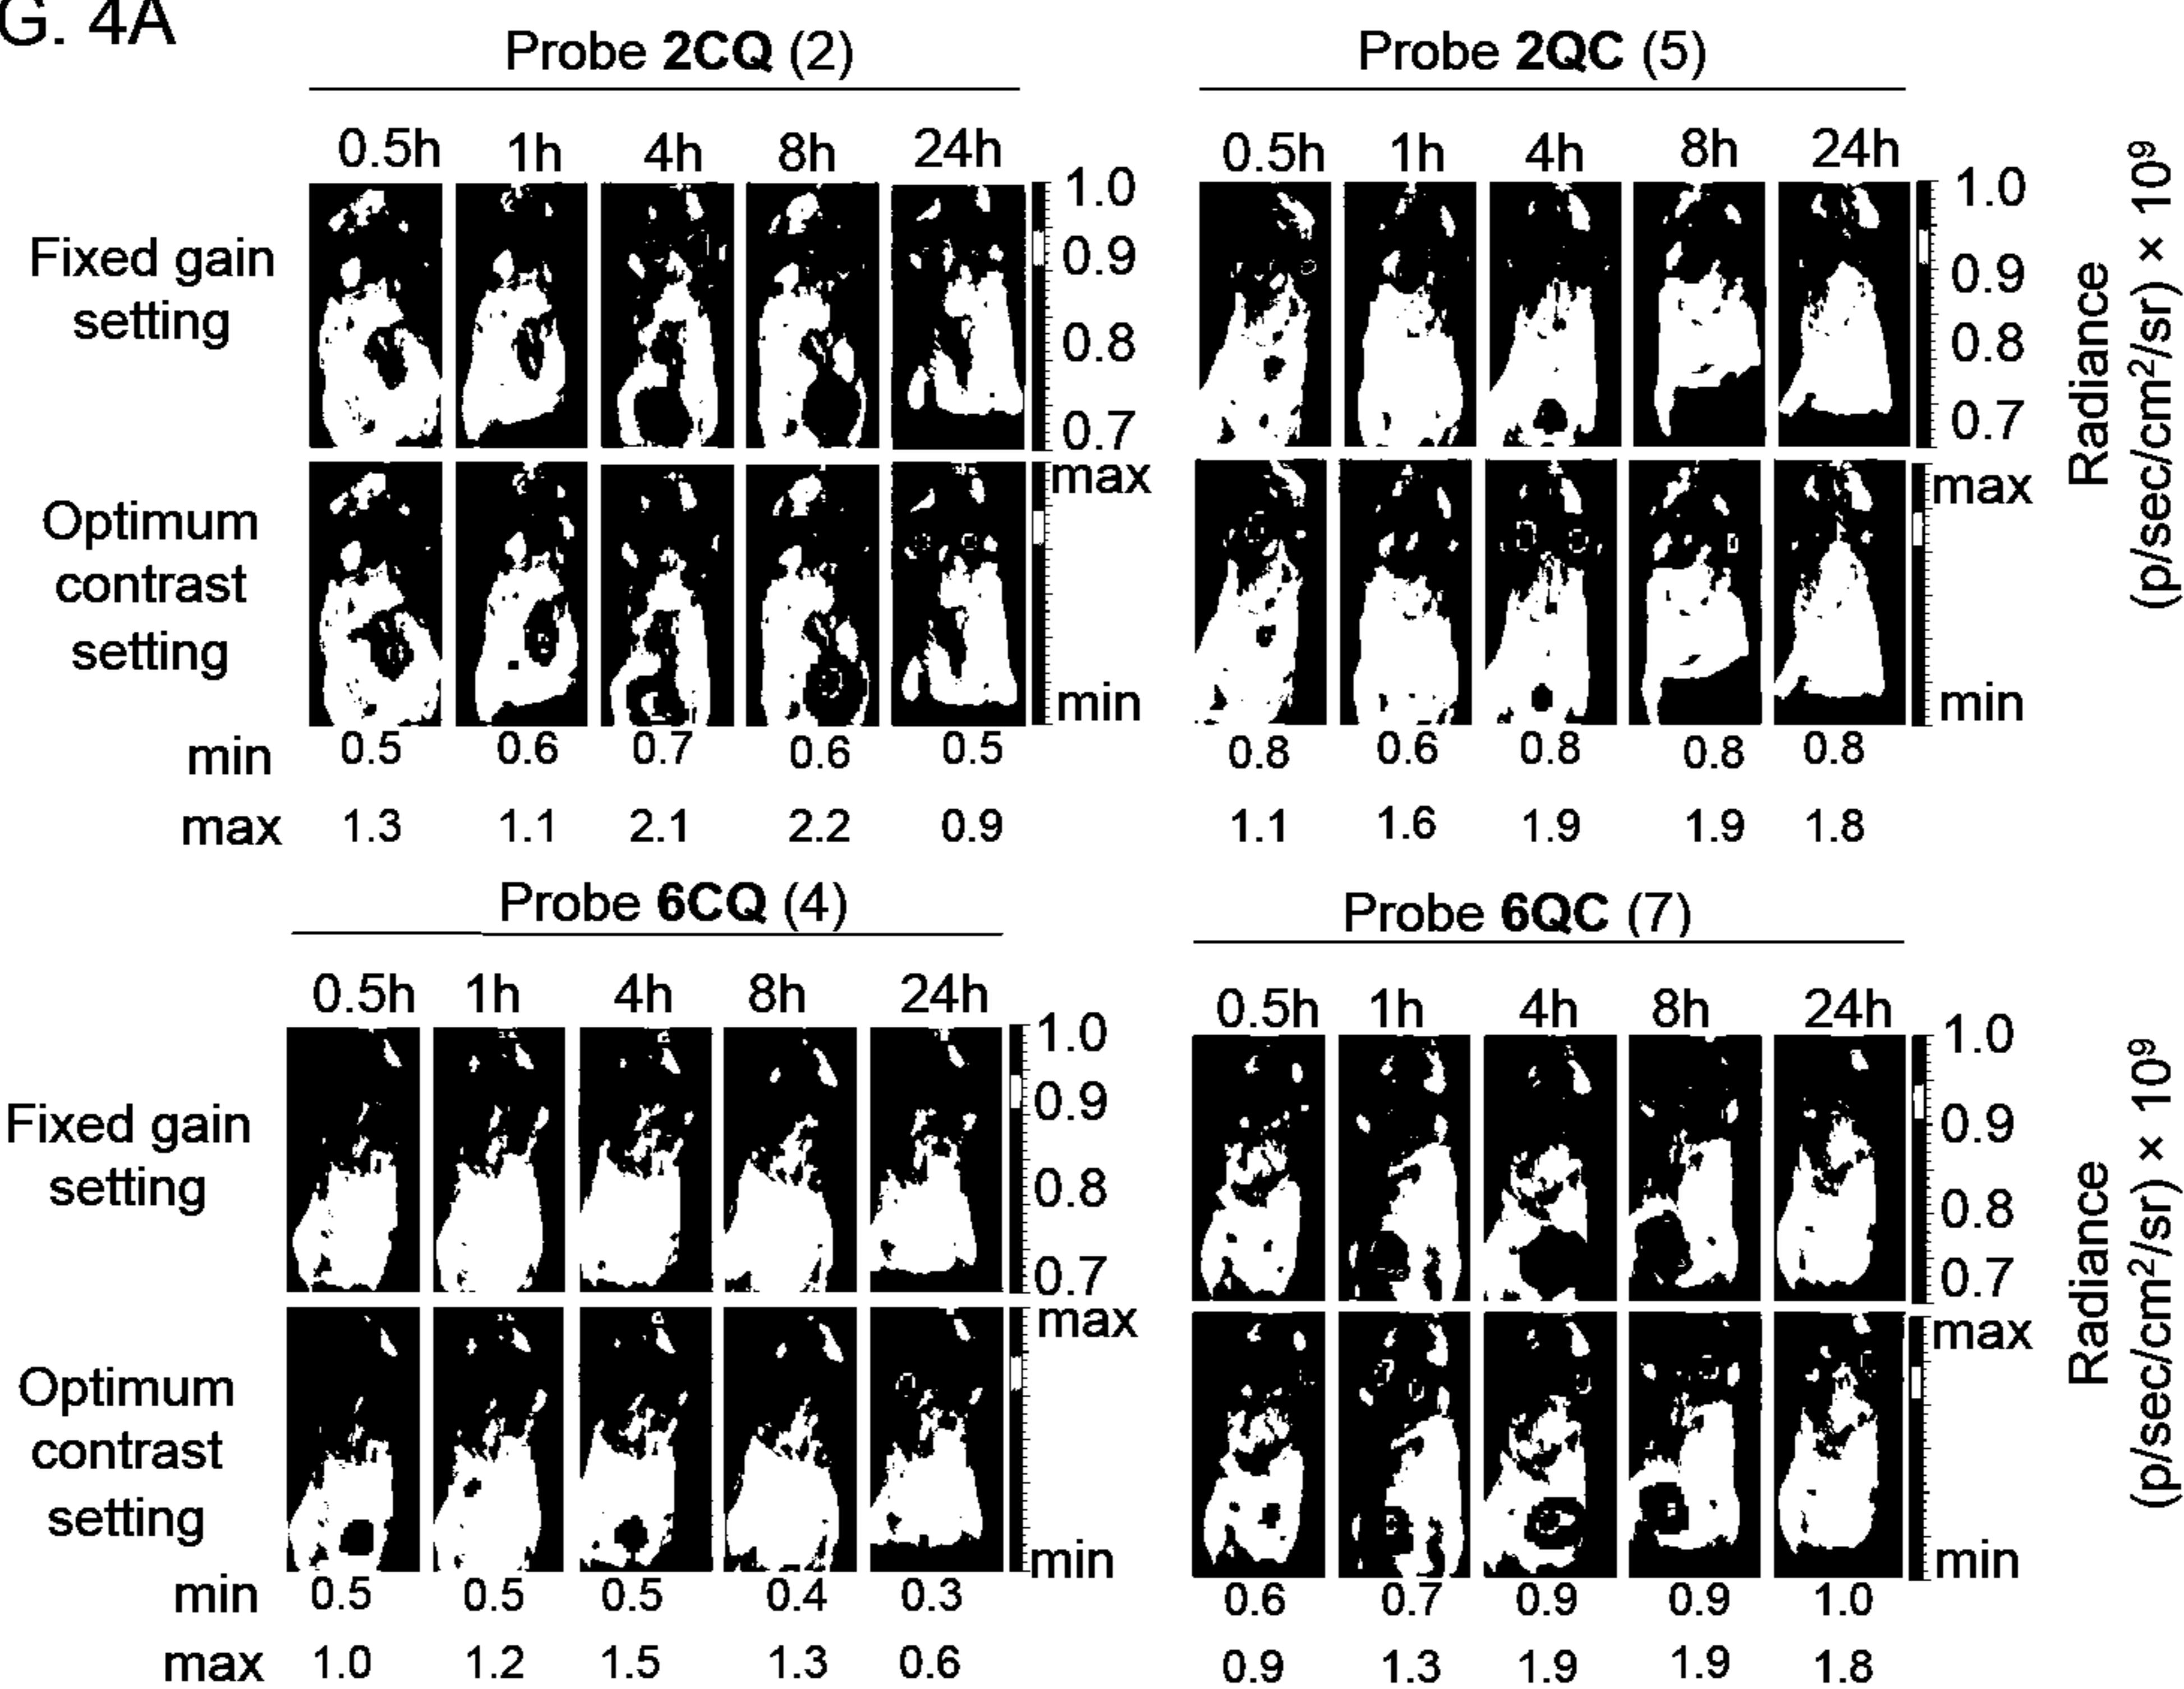 G. 4A
Probe 2CQ (2)
0.5h 1h 4h 8h 24h
Fixed gain
setting
1.0
0.9
0.8
0.7
Optimum
contrast
setting
max
min
min 0.5 0.6 0.7 0.6 0.5
max 1.3 1.1 2.1 2.2 0.9
Probe 2QC (5)
0.5h 1h 4h 8h 24h
1.0
0.9
0.8
0.7
max
min
Radiance
(p/sec/cm²/sr) × 10⁹
0.8 0.6 0.8 0.8 0.8
1.1 1.6 1.9 1.9 1.8
Probe 6CQ (4)
0.5h 1h 4h 8h 24h
Fixed gain
setting
1.0
0.9
0.8
0.7
Optimum
contrast
setting
max
min
min 0.5 0.5 0.5 0.4 0.3
max 1.0 1.2 1.5 1.3 0.6
Probe 6QC (7)
0.5h 1h 4h 8h 24h
1.0
0.9
0.8
0.7
max
min
Radiance
(p/sec/cm²/sr) × 10⁹
0.6 0.7 0.9 0.9 1.0
0.9 1.3 1.9 1.9 1.8